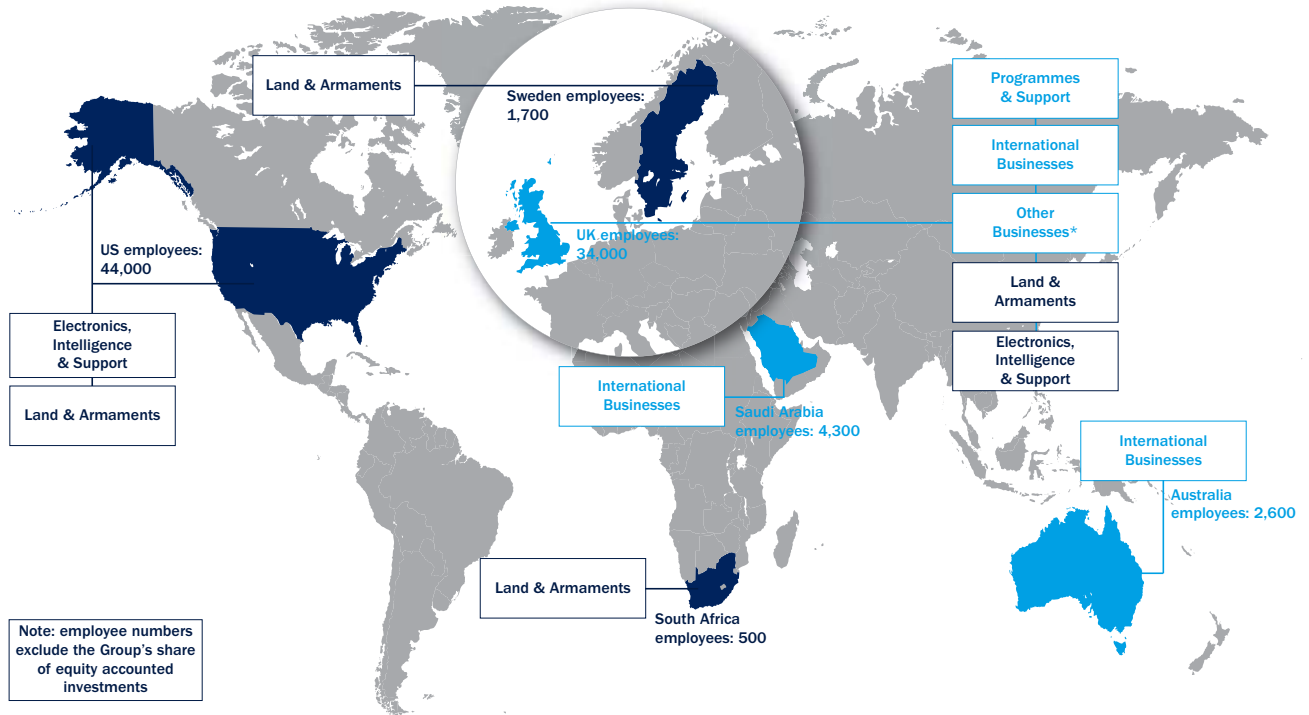 Land & Armaments
Sweden employees:
1,700
Programmes
& Support
International
Businesses
Other
Businesses*
Land &
Armaments
Electronics,
Intelligence
& Support
UK employees:
34,000
US employees:
44,000
Electronics,
Intelligence
& Support
Land & Armaments
International
Businesses
Saudi Arabia
employees: 4,300
International
Businesses
Australia
employees: 2,600
Land & Armaments
South Africa
employees: 500
Note: employee numbers
exclude the Group’s share
of equity accounted
investments